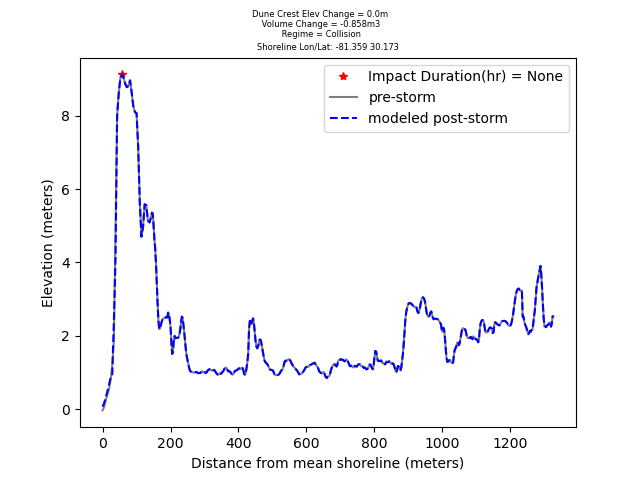 Dune Crest Elev Change = 0.0m
Volume Change = -0.858m3
Regime = Collision
Shoreline Lon/Lat: -81.359 30.173
Impact Duration(hr) = None
pre-storm
modeled post-storm
Elevation (meters)
8
6
4
2
0
0 200 400 600 800 1000 1200
Distance from mean shoreline (meters)